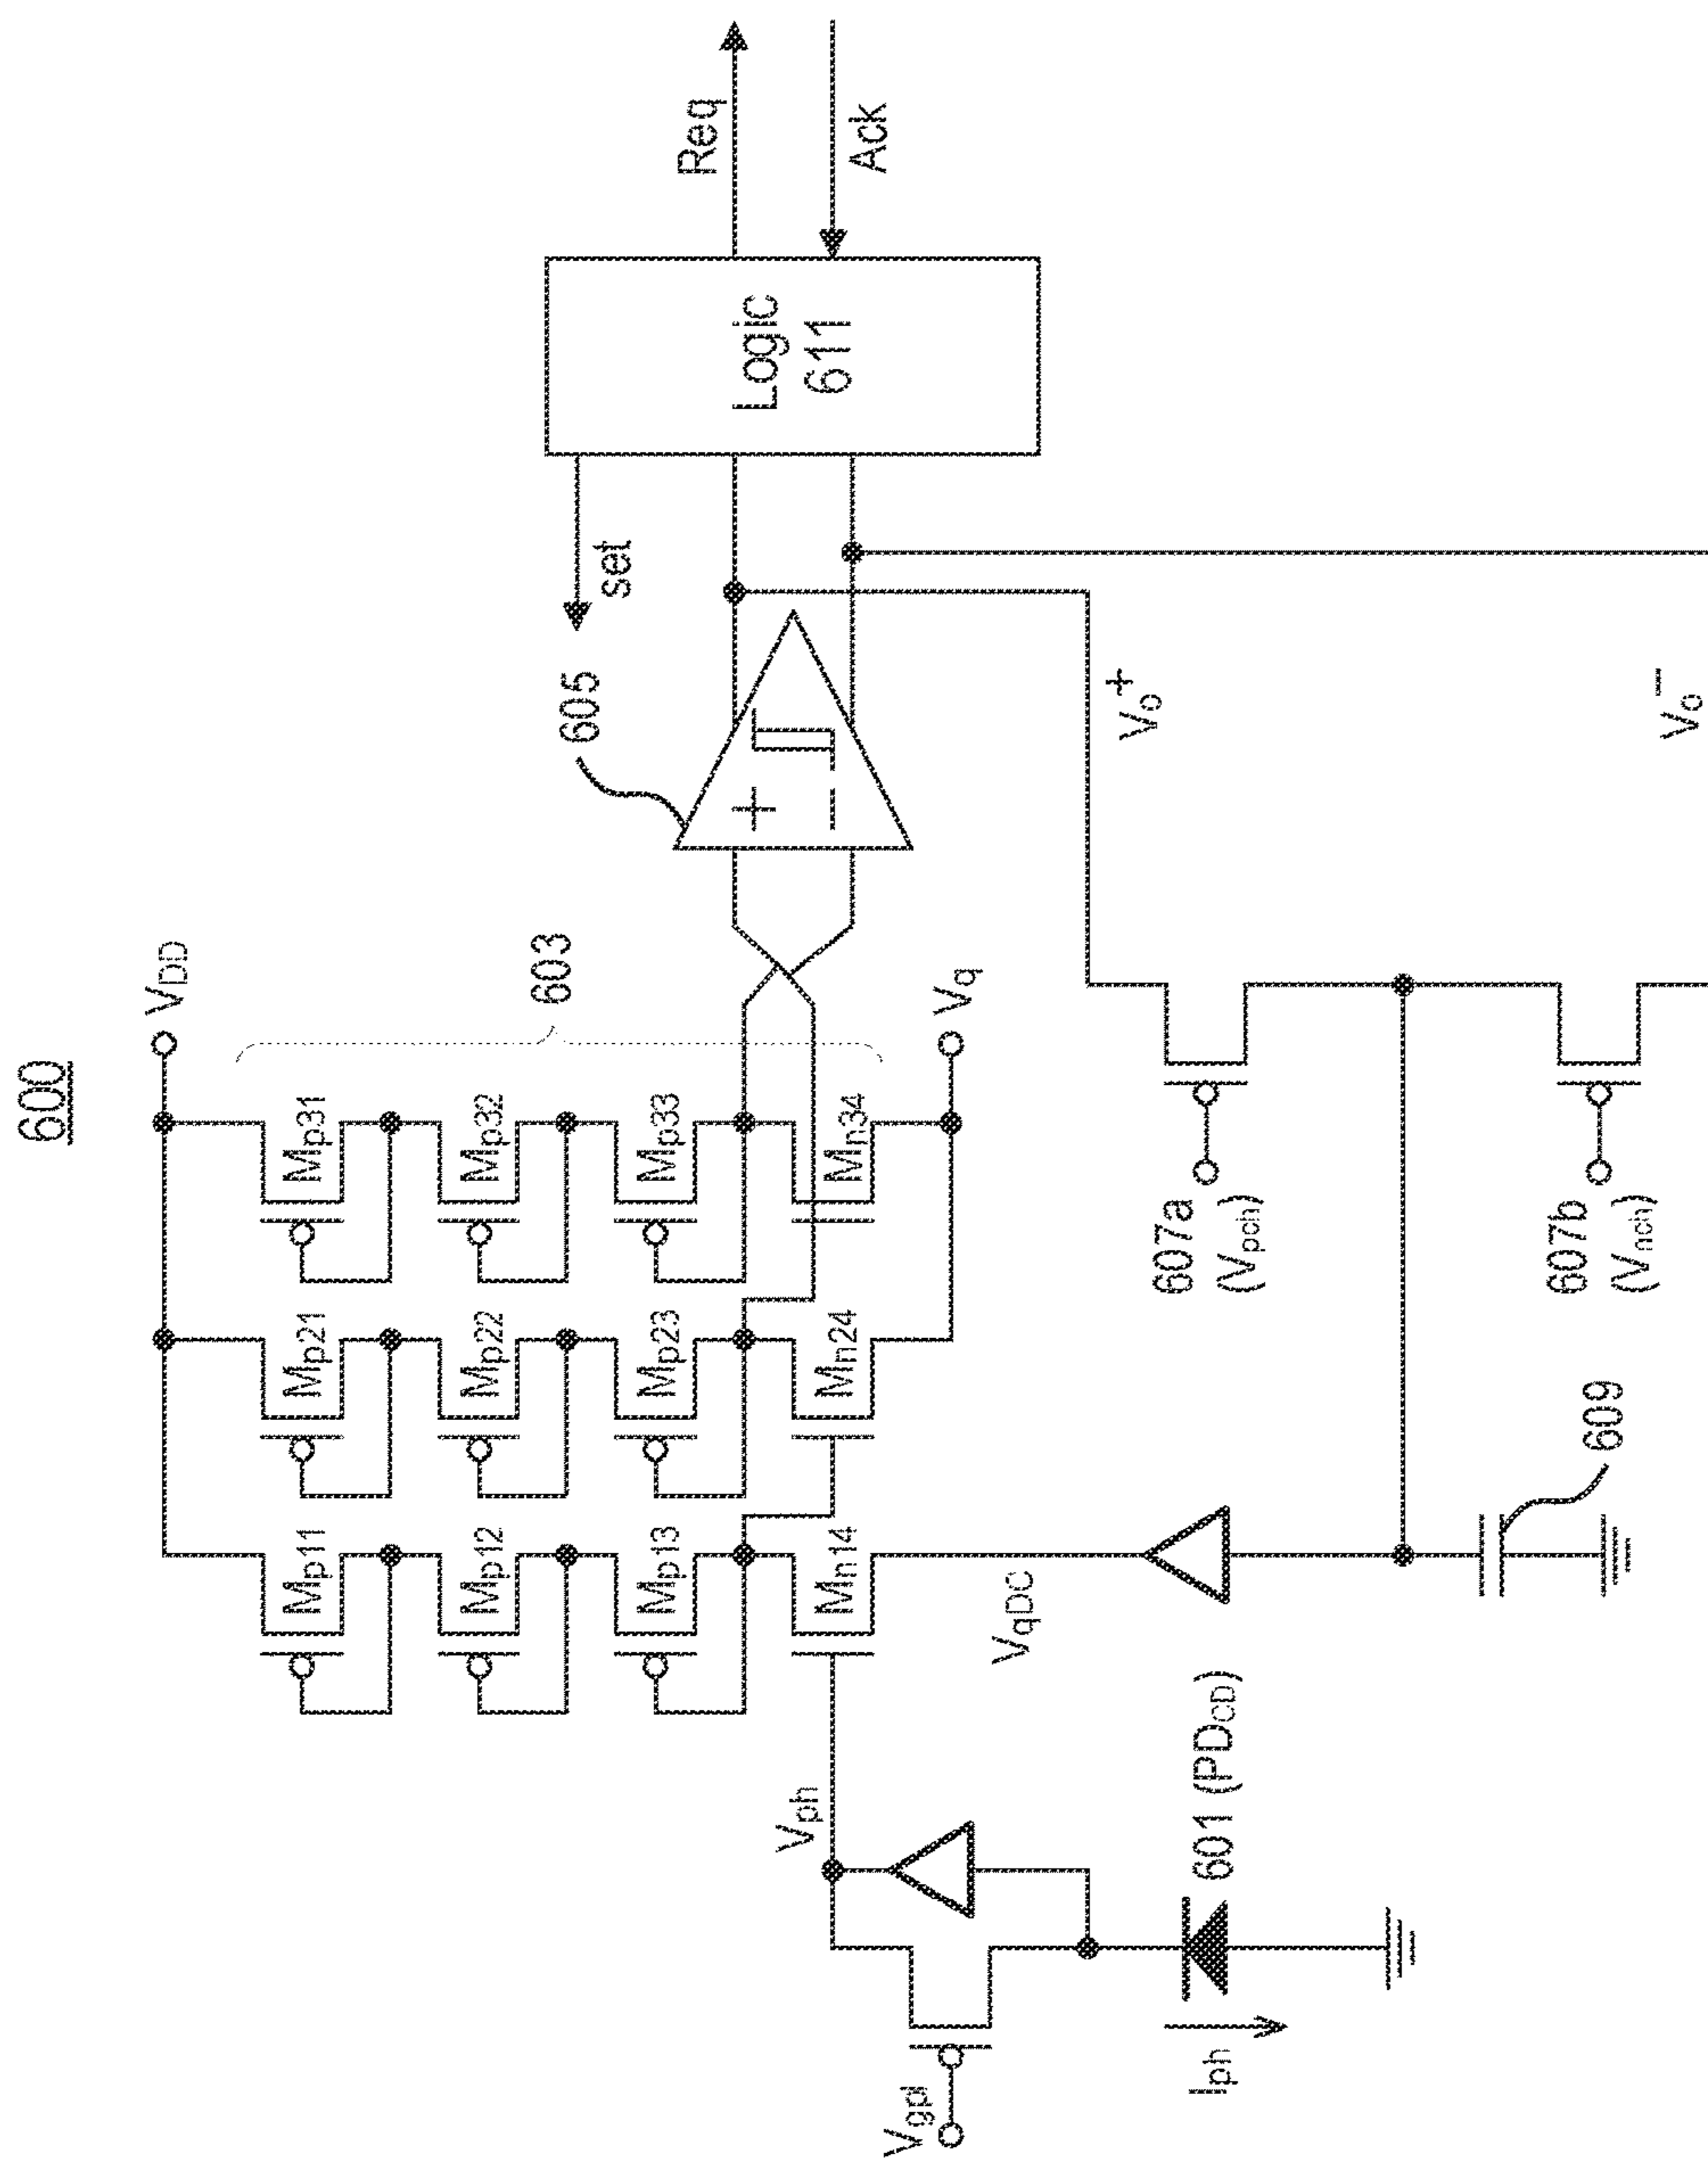 600
V_DD
603
605
set
Logic
611
Req
Ack
M_p11
M_p21
M_p31
M_p12
M_p22
M_p32
M_p13
M_p23
M_p33
M_n14
M_n24
M_n34
V_q
V_ph
V_gpl
I_ph
601 (PD_CD)
V_qDC
609
607a
(V_pch)
607b
(V_nch)
V_o^+
V_o^−
+
−